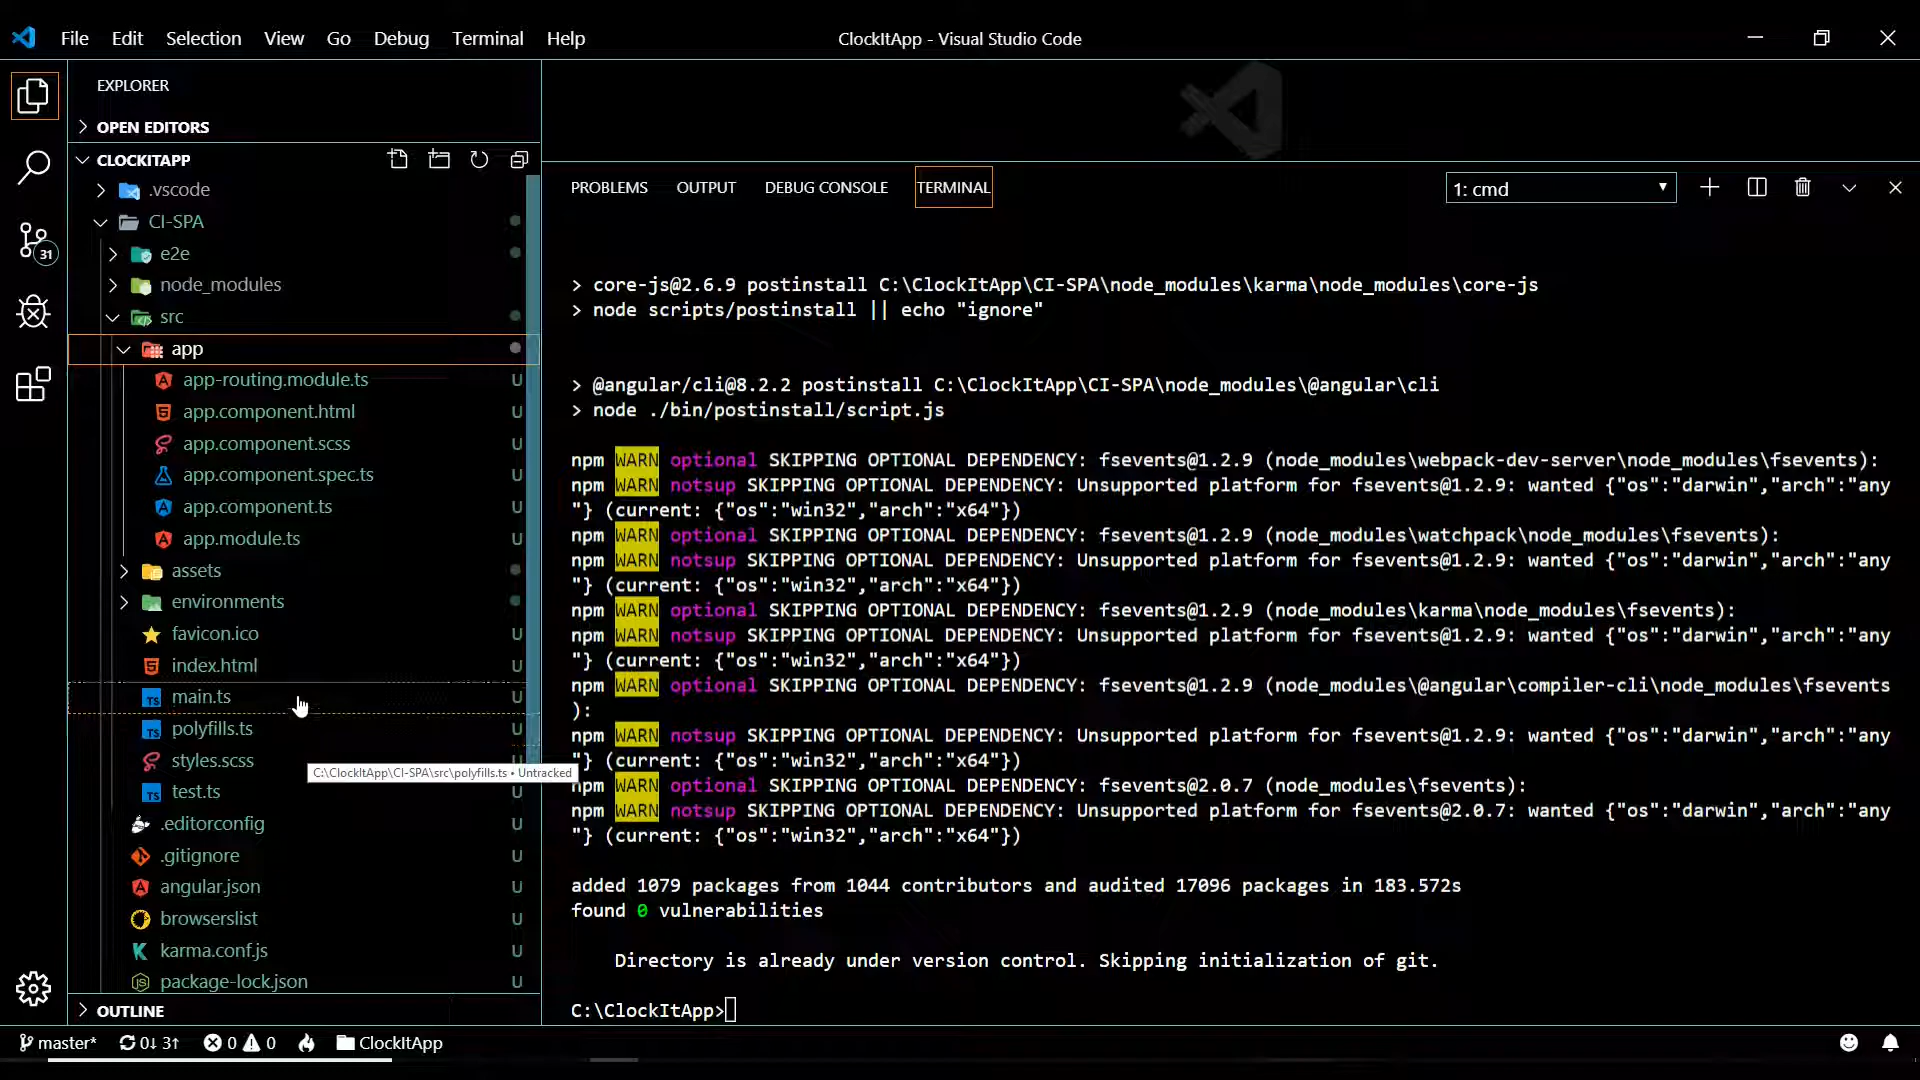 File Edit Selection View Go Debug Terminal Help
ClockItApp - Visual Studio Code
EXPLORER
OPEN EDITORS
CLOCKITAPP
.vscode
CI-SPA
e2e
node_modules
src
app
app-routing.module.ts U
app.component.html U
app.component.scss U
app.component.spec.ts U
app.component.ts U
app.module.ts U
assets
environments
favicon.ico U
index.html U
main.ts U
polyfills.ts U
styles.scss U
C:\ClockItApp\CI-SPA\src\polyfills.ts • Untracked
test.ts U
.editorconfig U
.gitignore U
angular.json U
browserslist U
karma.conf.js U
package-lock.json U
OUTLINE
31
PROBLEMS OUTPUT DEBUG CONSOLE TERMINAL
1: cmd
> core-js@2.6.9 postinstall C:\ClockItApp\CI-SPA\node_modules\karma\node_modules\core-js
> node scripts/postinstall || echo "ignore"
> @angular/cli@8.2.2 postinstall C:\ClockItApp\CI-SPA\node_modules\@angular\cli
> node ./bin/postinstall/script.js
npm WARN optional SKIPPING OPTIONAL DEPENDENCY: fsevents@1.2.9 (node_modules\webpack-dev-server\node_modules\fsevents):
npm WARN notsup SKIPPING OPTIONAL DEPENDENCY: Unsupported platform for fsevents@1.2.9: wanted {"os":"darwin","arch":"any
"} (current: {"os":"win32","arch":"x64"})
npm WARN optional SKIPPING OPTIONAL DEPENDENCY: fsevents@1.2.9 (node_modules\watchpack\node_modules\fsevents):
npm WARN notsup SKIPPING OPTIONAL DEPENDENCY: Unsupported platform for fsevents@1.2.9: wanted {"os":"darwin","arch":"any
"} (current: {"os":"win32","arch":"x64"})
npm WARN optional SKIPPING OPTIONAL DEPENDENCY: fsevents@1.2.9 (node_modules\karma\node_modules\fsevents):
npm WARN notsup SKIPPING OPTIONAL DEPENDENCY: Unsupported platform for fsevents@1.2.9: wanted {"os":"darwin","arch":"any
"} (current: {"os":"win32","arch":"x64"})
npm WARN optional SKIPPING OPTIONAL DEPENDENCY: fsevents@1.2.9 (node_modules\@angular\compiler-cli\node_modules\fsevents
):
npm WARN notsup SKIPPING OPTIONAL DEPENDENCY: Unsupported platform for fsevents@1.2.9: wanted {"os":"darwin","arch":"any
"} (current: {"os":"win32","arch":"x64"})
npm WARN optional SKIPPING OPTIONAL DEPENDENCY: fsevents@2.0.7 (node_modules\fsevents):
npm WARN notsup SKIPPING OPTIONAL DEPENDENCY: Unsupported platform for fsevents@2.0.7: wanted {"os":"darwin","arch":"any
"} (current: {"os":"win32","arch":"x64"})
added 1079 packages from 1044 contributors and audited 17096 packages in 183.572s
found 0 vulnerabilities
Directory is already under version control. Skipping initialization of git.
C:\ClockItApp>
master* 0↓ 3↑ 0 0 ClockItApp